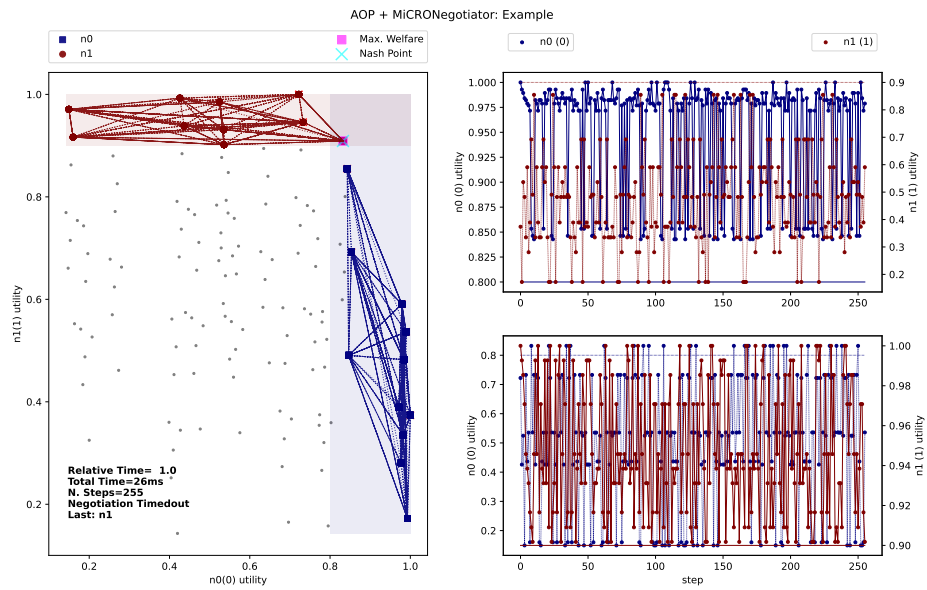 AOP + MiCRONegotiator: Example
n0
n1
Max. Welfare
Nash Point
n0 (0)
n1 (1)
1.0
0.8
0.6
0.4
0.2
n1(1) utility
Relative Time= 1.0
Total Time=26ms
N. Steps=255
Negotiation Timedout
Last: n1
0.2
0.4
0.6
0.8
1.0
n0(0) utility
1.000
0.975
0.950
0.925
0.900
0.875
0.850
0.825
0.800
n0 (0) utility
0.9
0.8
0.7
0.6
0.5
0.4
0.3
0.2
n1 (1) utility
0
50
100
150
200
250
0.8
0.7
0.6
0.5
0.4
0.3
0.2
n0 (0) utility
1.00
0.98
0.96
0.94
0.92
0.90
n1 (1) utility
0
50
100
150
200
250
step